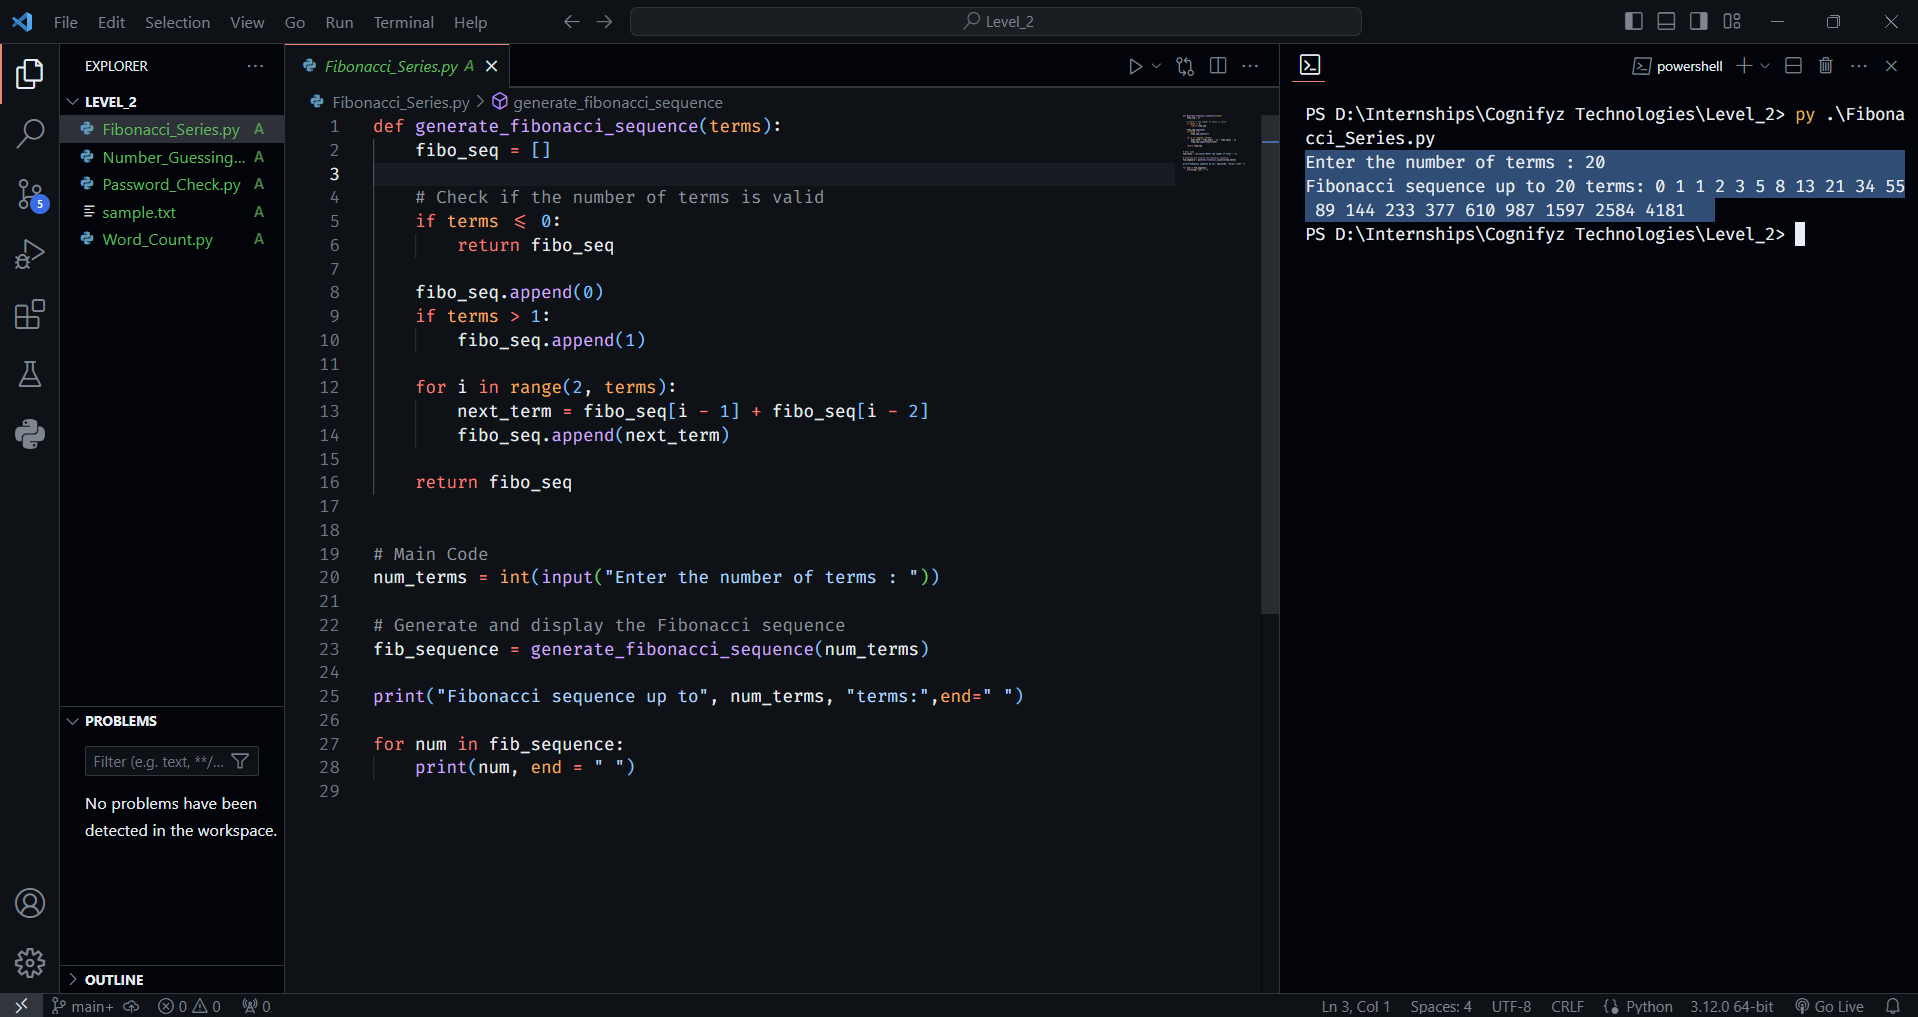 File Edit Selection View Go Run Terminal Help
Level_2
EXPLORER
LEVEL_2
Fibonacci_Series.py A
Number_Guessing... A
Password_Check.py A
sample.txt A
Word_Count.py A
5
PROBLEMS
Filter (e.g. text, **/...
No problems have been
detected in the workspace.
OUTLINE
Fibonacci_Series.py A
Fibonacci_Series.py > generate_fibonacci_sequence
1 def generate_fibonacci_sequence(terms):
2 fibo_seq = []
3
4 # Check if the number of terms is valid
5 if terms ⩽ 0:
6 return fibo_seq
7
8 fibo_seq.append(0)
9 if terms > 1:
10 fibo_seq.append(1)
11
12 for i in range(2, terms):
13 next_term = fibo_seq[i - 1] + fibo_seq[i - 2]
14 fibo_seq.append(next_term)
15
16 return fibo_seq
17
18
19 # Main Code
20 num_terms = int(input("Enter the number of terms : "))
21
22 # Generate and display the Fibonacci sequence
23 fib_sequence = generate_fibonacci_sequence(num_terms)
24
25 print("Fibonacci sequence up to", num_terms, "terms:",end=" ")
26
27 for num in fib_sequence:
28 print(num, end = " ")
29
powershell
PS D:\Internships\Cognifyz Technologies\Level_2> py .\Fibona
cci_Series.py
Enter the number of terms : 20
Fibonacci sequence up to 20 terms: 0 1 1 2 3 5 8 13 21 34 55
89 144 233 377 610 987 1597 2584 4181
PS D:\Internships\Cognifyz Technologies\Level_2>
main+ 0 0 0 Ln 3, Col 1 Spaces: 4 UTF-8 CRLF Python 3.12.0 64-bit Go Live